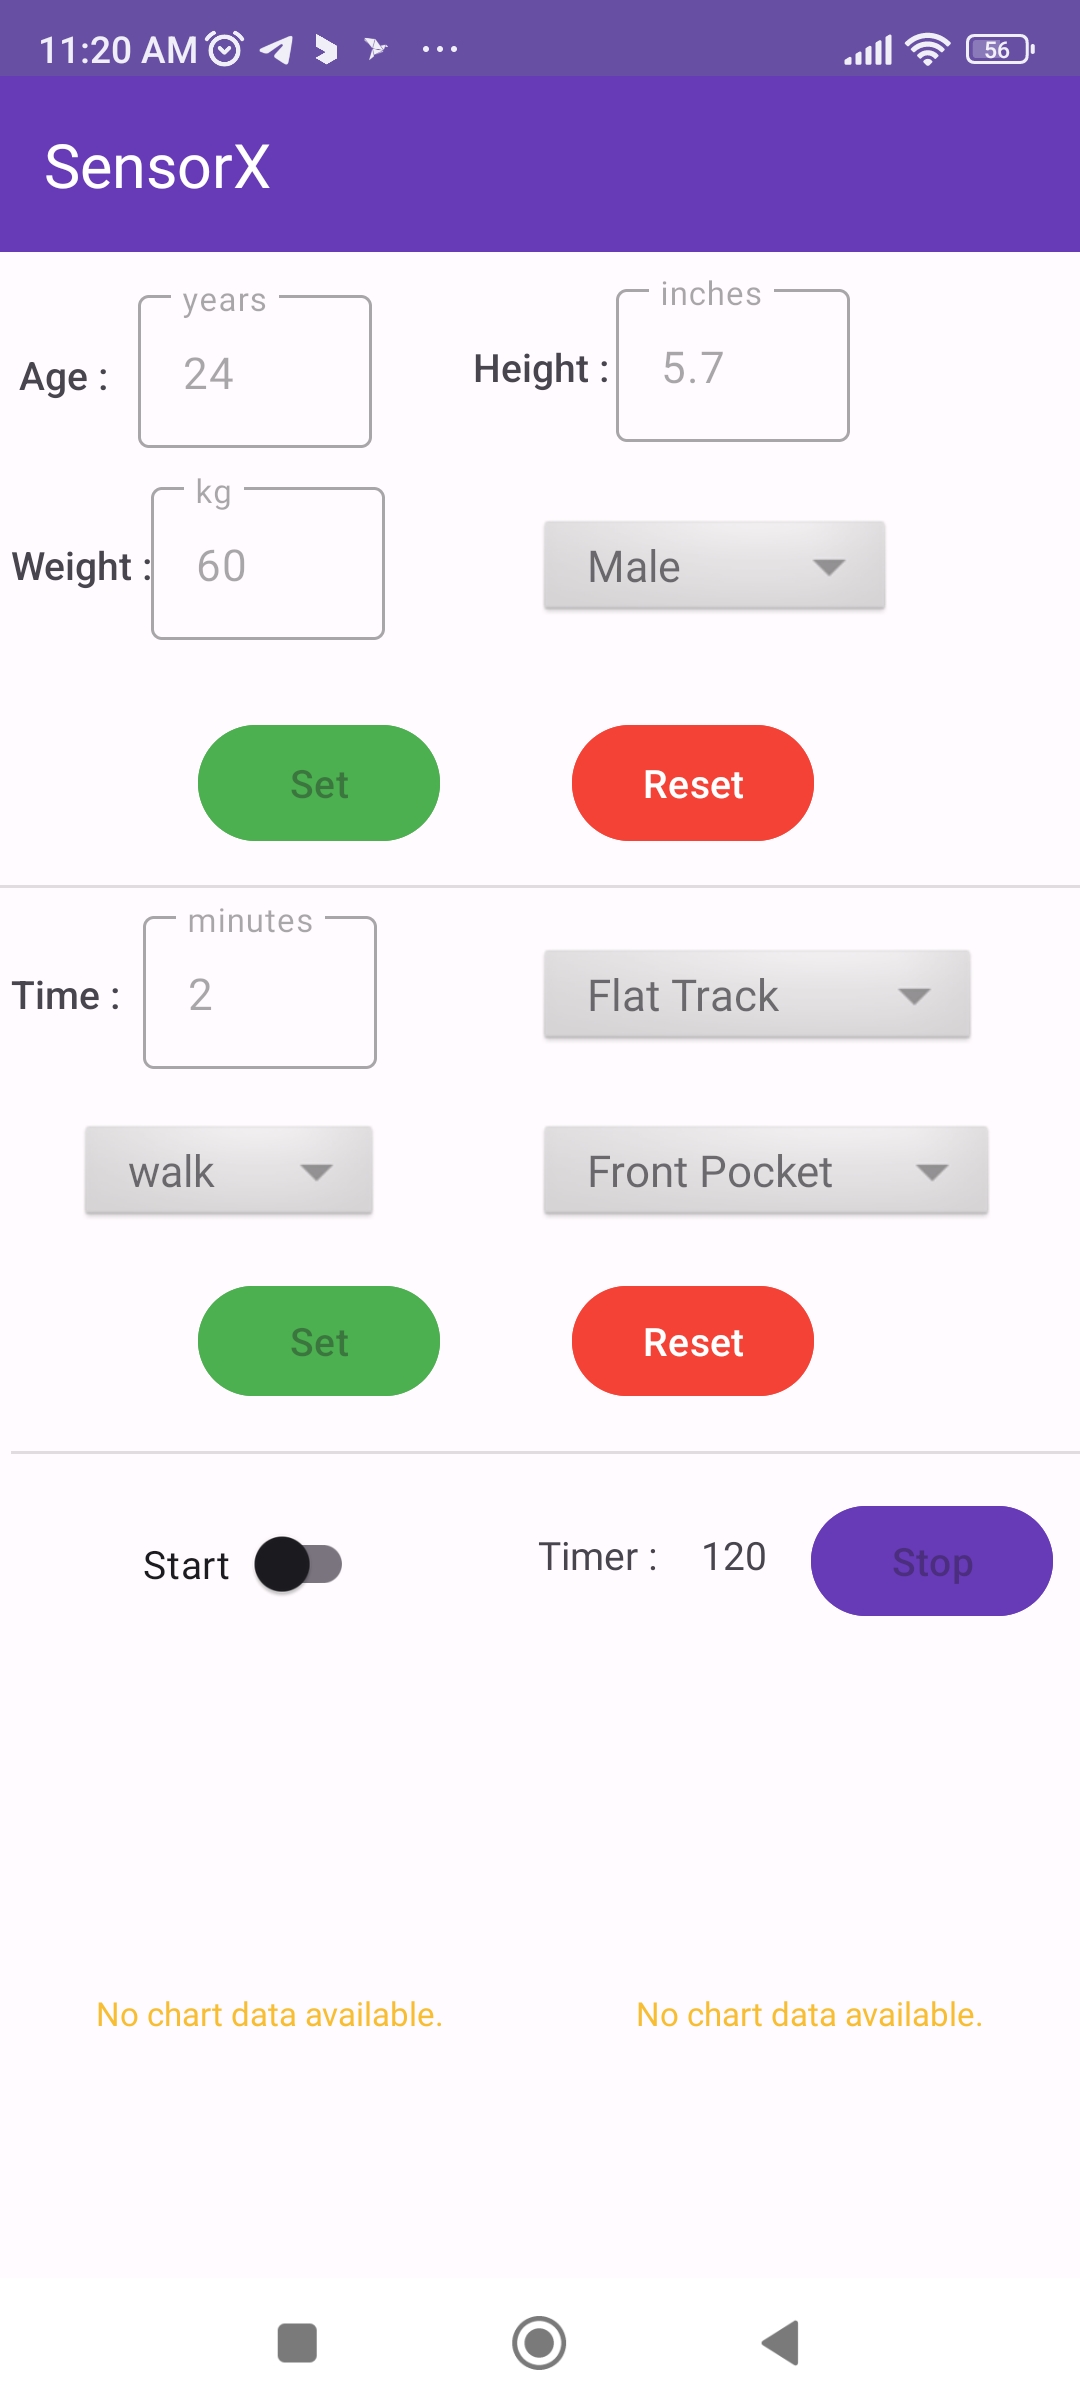 11:20 AM 56
SensorX
years inches
Age : 24 Height : 5.7
kg
Weight : 60 Male
Set Reset
minutes
Time : 2 Flat Track
walk Front Pocket
Set Reset
Start Timer : 120 Stop
No chart data available. No chart data available.